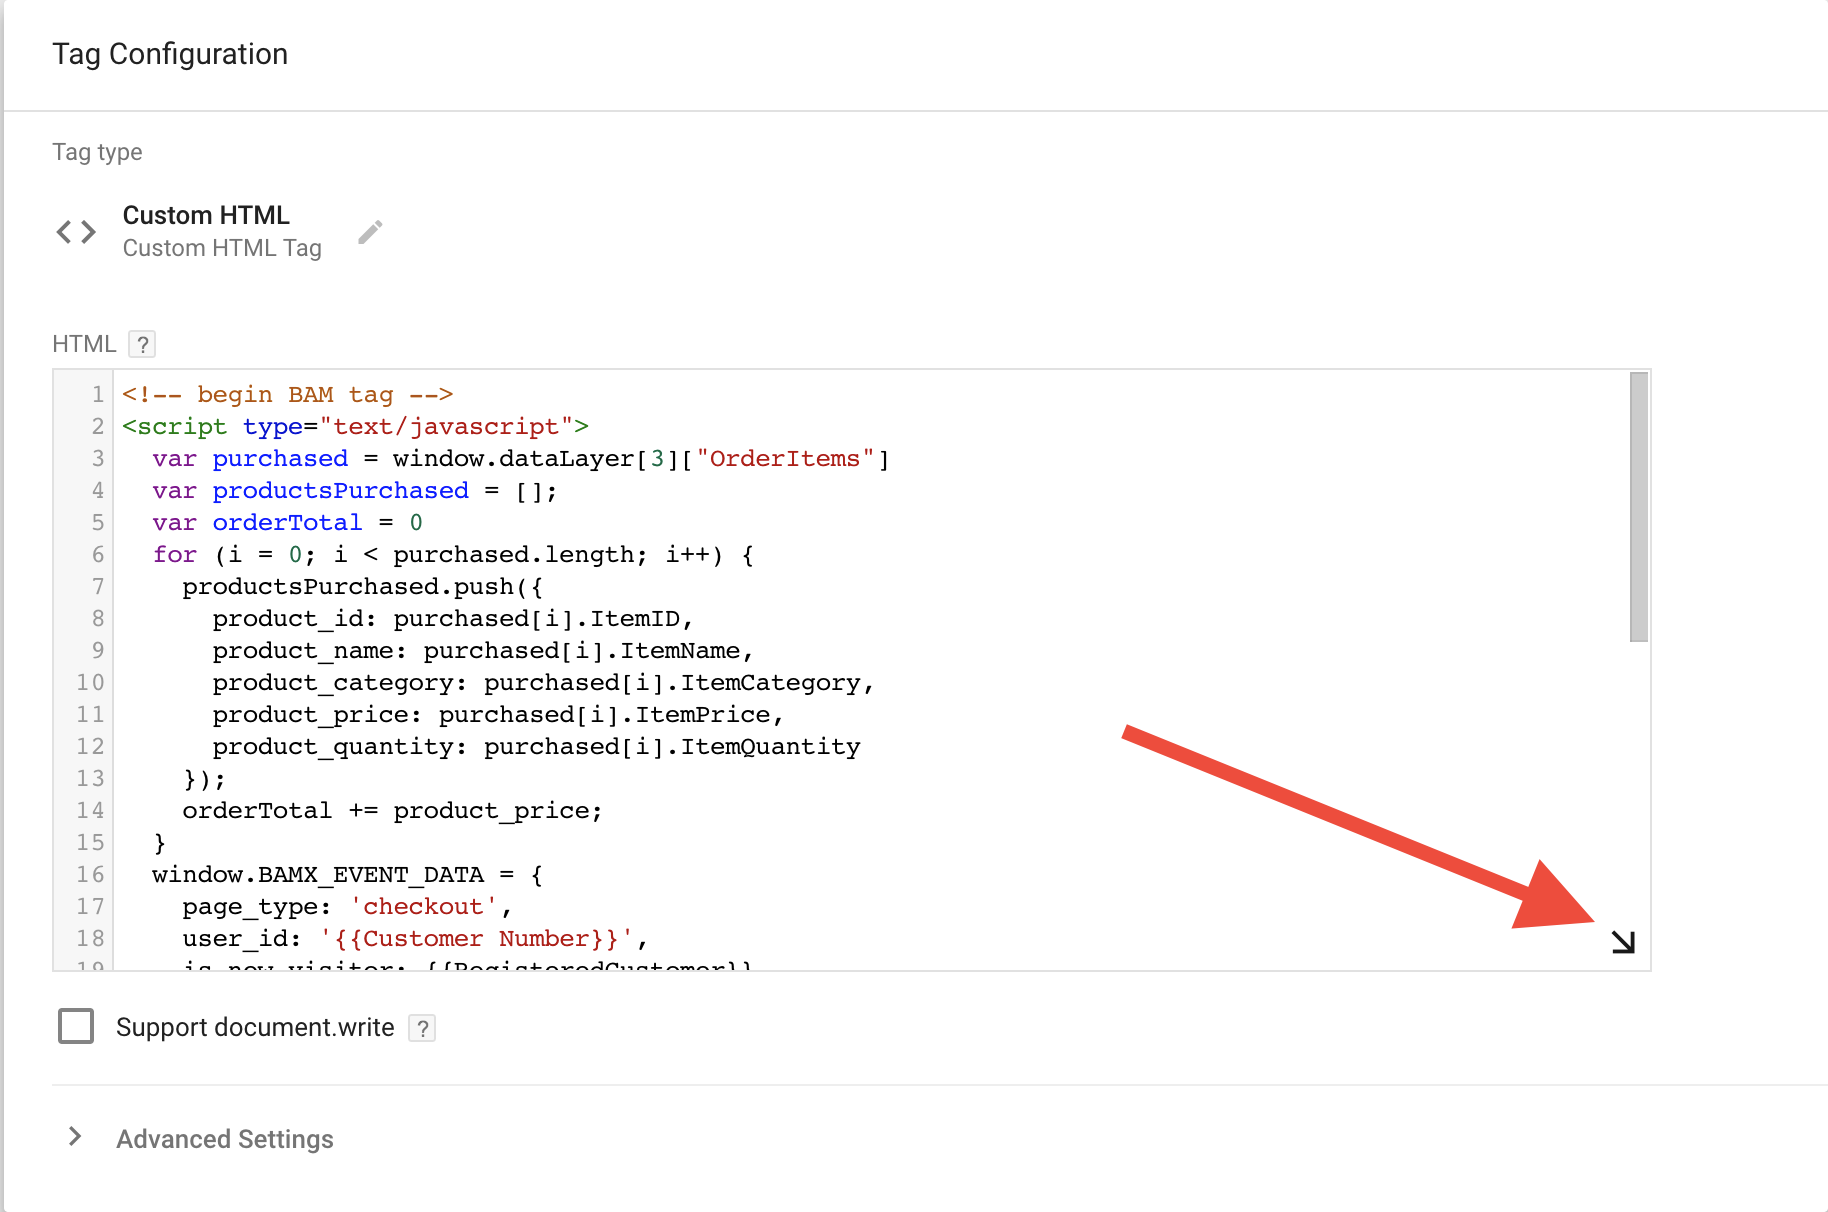 Tag Configuration
Tag type
Custom HTML
Custom HTML Tag
HTML ?
1 <!-- begin BAM tag -->
2 <script type="text/javascript">
3   var purchased = window.dataLayer[3]["OrderItems"]
4   var productsPurchased = [];
5   var orderTotal = 0
6   for (i = 0; i < purchased.length; i++) {
7     productsPurchased.push({
8       product_id: purchased[i].ItemID,
9       product_name: purchased[i].ItemName,
10       product_category: purchased[i].ItemCategory,
11       product_price: purchased[i].ItemPrice,
12       product_quantity: purchased[i].ItemQuantity
13     });
14     orderTotal += product_price;
15   }
16   window.BAMX_EVENT_DATA = {
17     page_type: 'checkout',
18     user_id: '{{Customer Number}}',
19     is_new_visitor: {{RegisteredCustomer}}
Support document.write ?
Advanced Settings